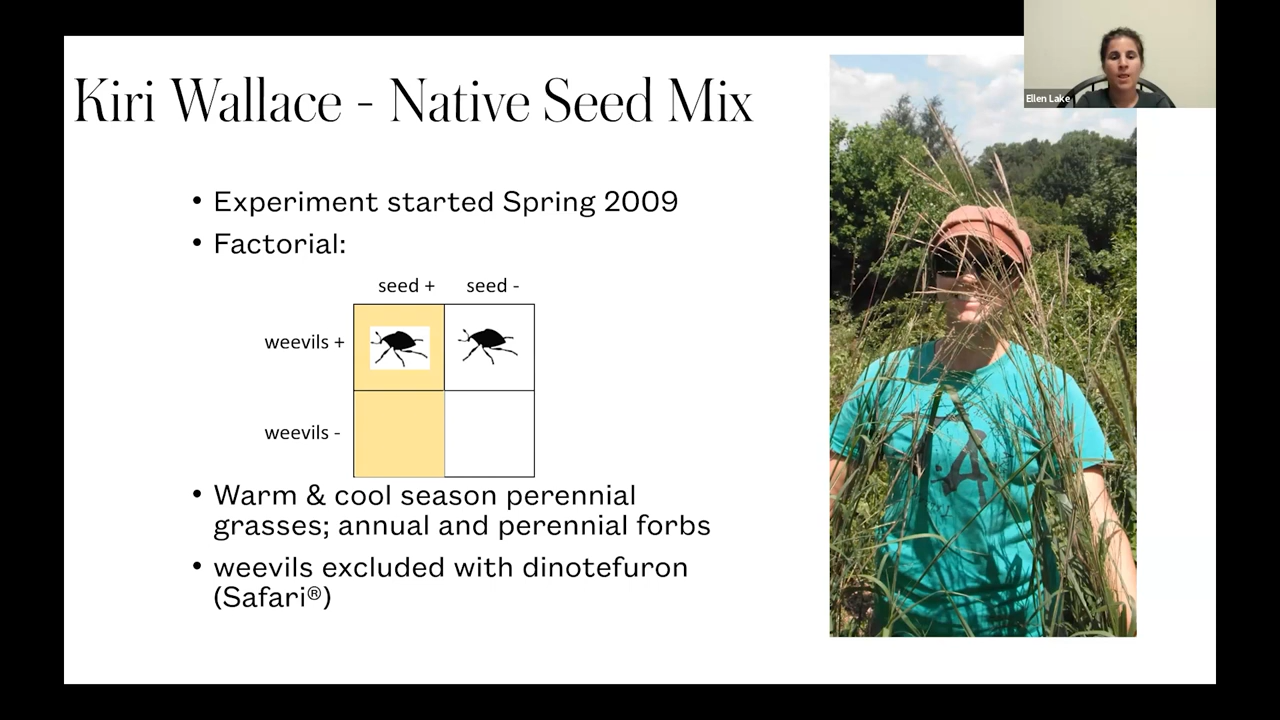 Kiri Wallace - Native Seed Mix
Ellen Lake
• Experiment started Spring 2009
• Factorial:
seed + seed -
weevils +
weevils -
• Warm & cool season perennial
grasses; annual and perennial forbs
• weevils excluded with dinotefuron
(Safari®)